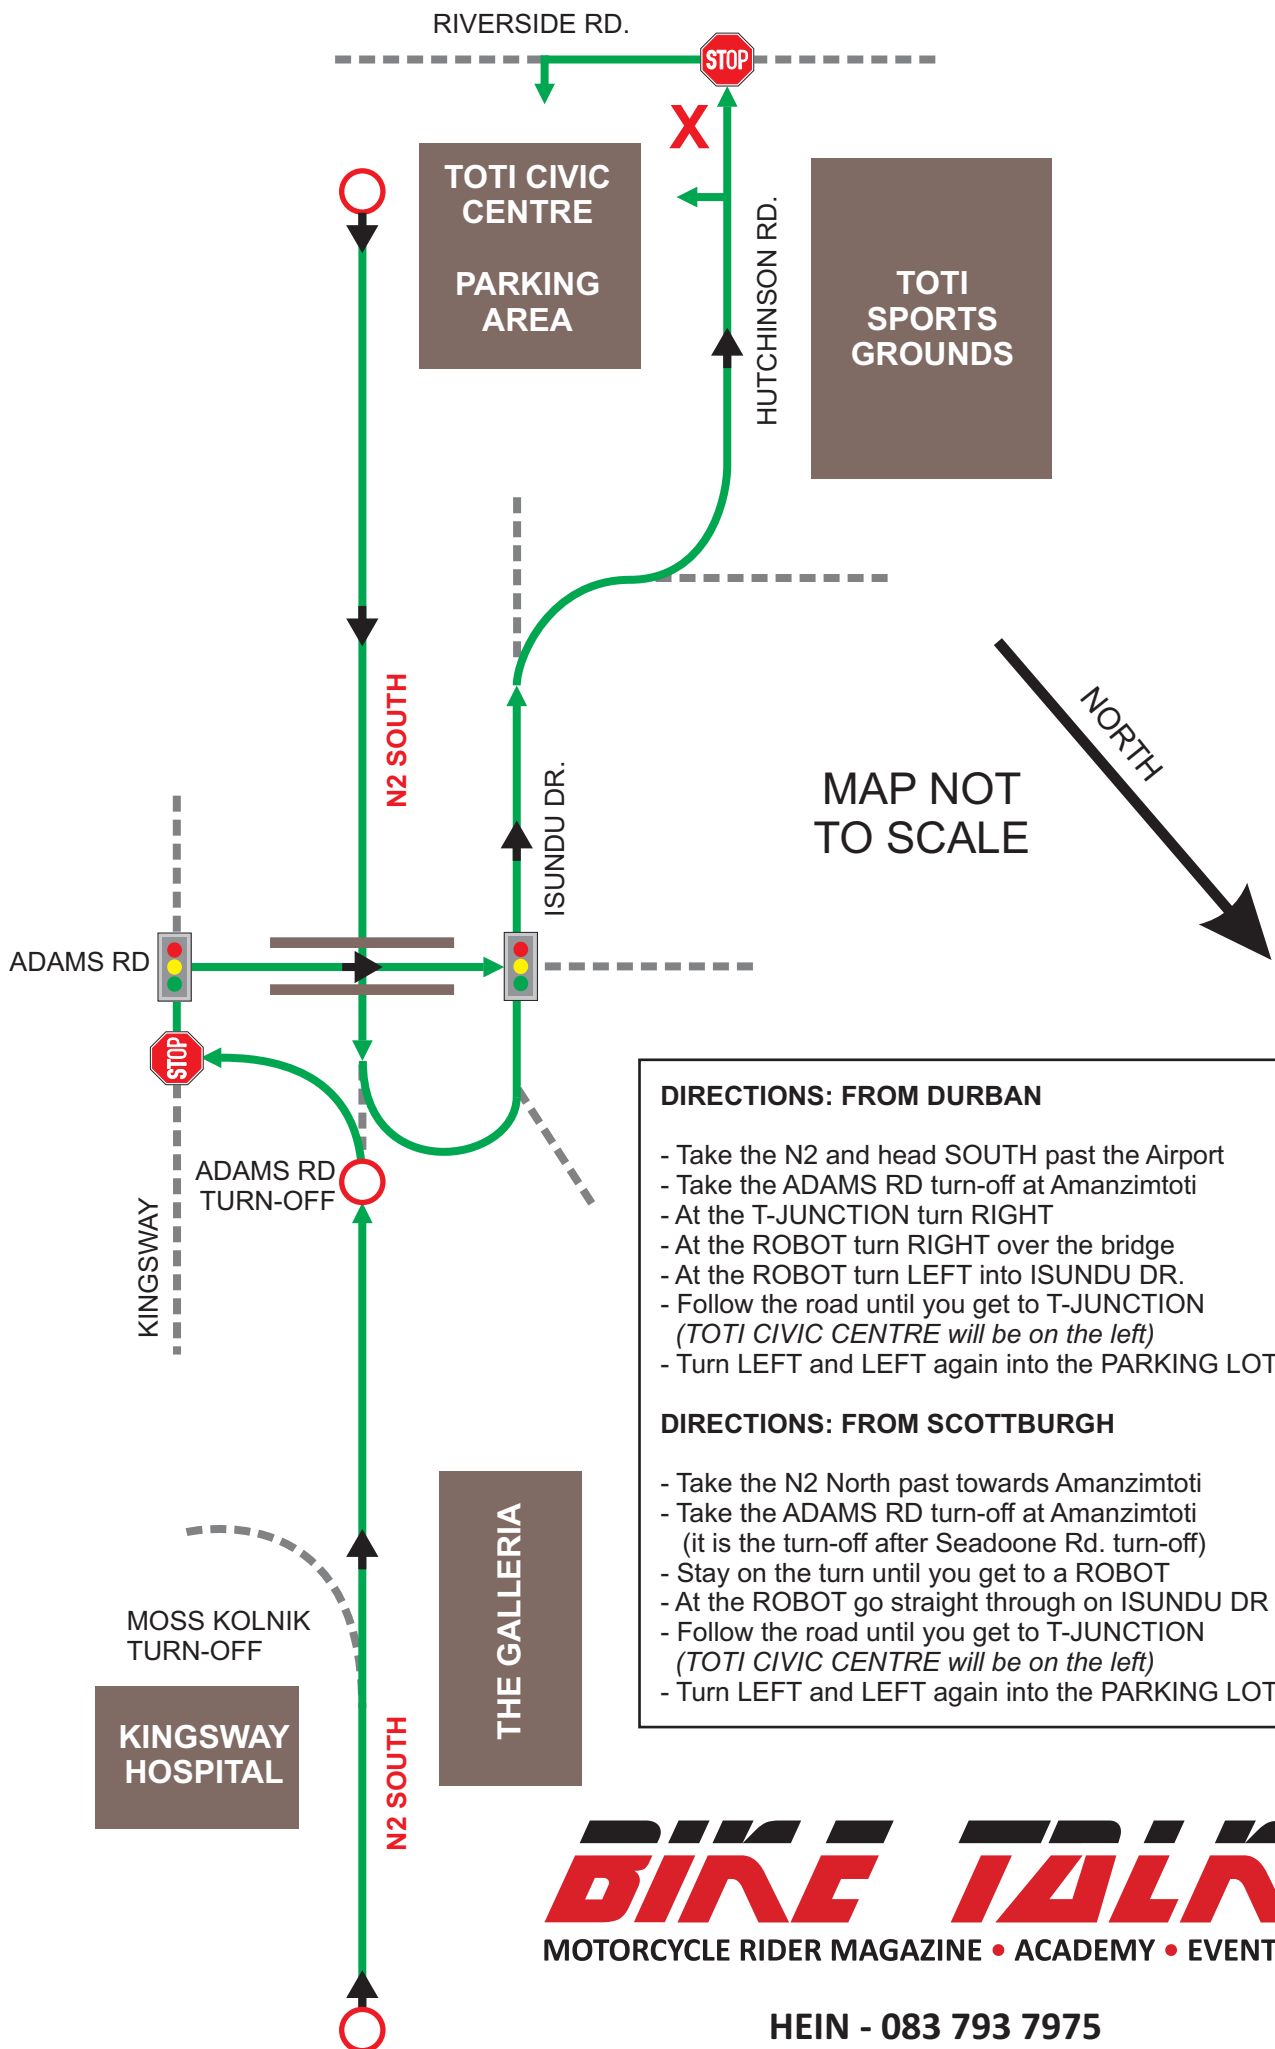 RIVERSIDE RD.
STOP
X
TOTI CIVIC
CENTRE
PARKING
AREA
HUTCHINSON RD.
TOTI
SPORTS
GROUNDS
N2 SOUTH
ISUNDU DR.
NORTH
MAP NOT
TO SCALE
ADAMS RD
STOP
ADAMS RD
TURN-OFF
KINGSWAY
DIRECTIONS: FROM DURBAN
- Take the N2 and head SOUTH past the Airport
- Take the ADAMS RD turn-off at Amanzimtoti
- At the T-JUNCTION turn RIGHT
- At the ROBOT turn RIGHT over the bridge
- At the ROBOT turn LEFT into ISUNDU DR.
- Follow the road until you get to T-JUNCTION
(TOTI CIVIC CENTRE will be on the left)
- Turn LEFT and LEFT again into the PARKING LOT
DIRECTIONS: FROM SCOTTBURGH
- Take the N2 North past towards Amanzimtoti
- Take the ADAMS RD turn-off at Amanzimtoti
(it is the turn-off after Seadoone Rd. turn-off)
- Stay on the turn until you get to a ROBOT
- At the ROBOT go straight through on ISUNDU DR
- Follow the road until you get to T-JUNCTION
(TOTI CIVIC CENTRE will be on the left)
- Turn LEFT and LEFT again into the PARKING LOT
MOSS KOLNIK
TURN-OFF
KINGSWAY
HOSPITAL
THE GALLERIA
N2 SOUTH
BIKE TALK
MOTORCYCLE RIDER MAGAZINE • ACADEMY • EVENT
HEIN - 083 793 7975